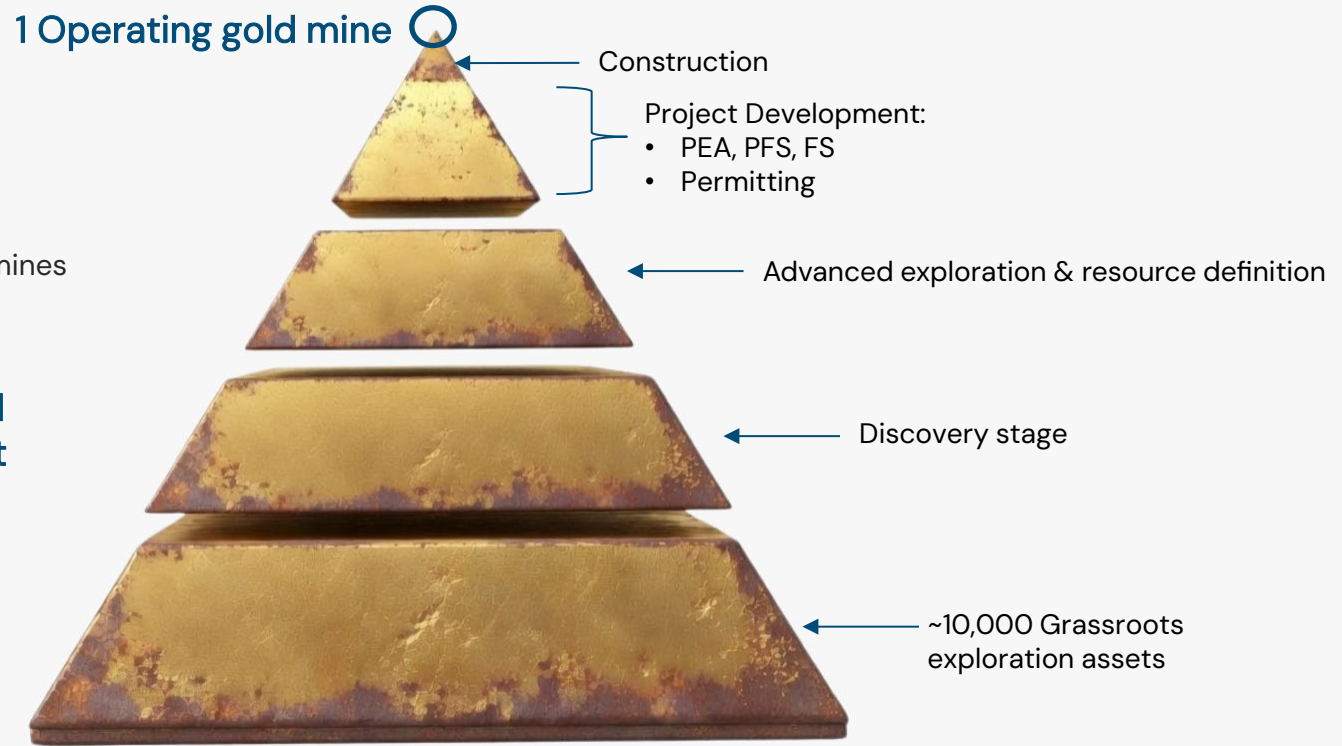 1 Operating gold mine
Construction
Project Development:
• PEA, PFS, FS
• Permitting
Advanced exploration & resource definition
Discovery stage
~10,000 Grassroots
exploration assets